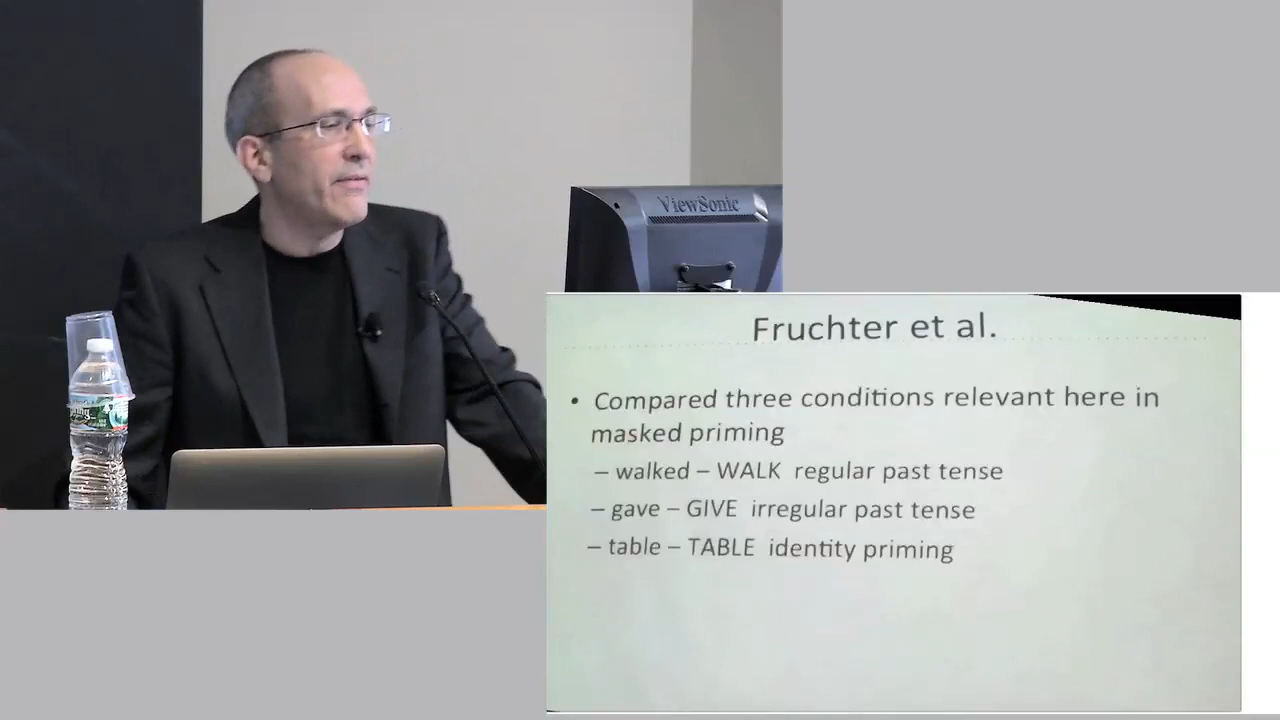 ViewSonic
Fruchter et al.
• Compared three conditions relevant here in
masked priming
– walked – WALK regular past tense
– gave – GIVE irregular past tense
– table – TABLE identity priming